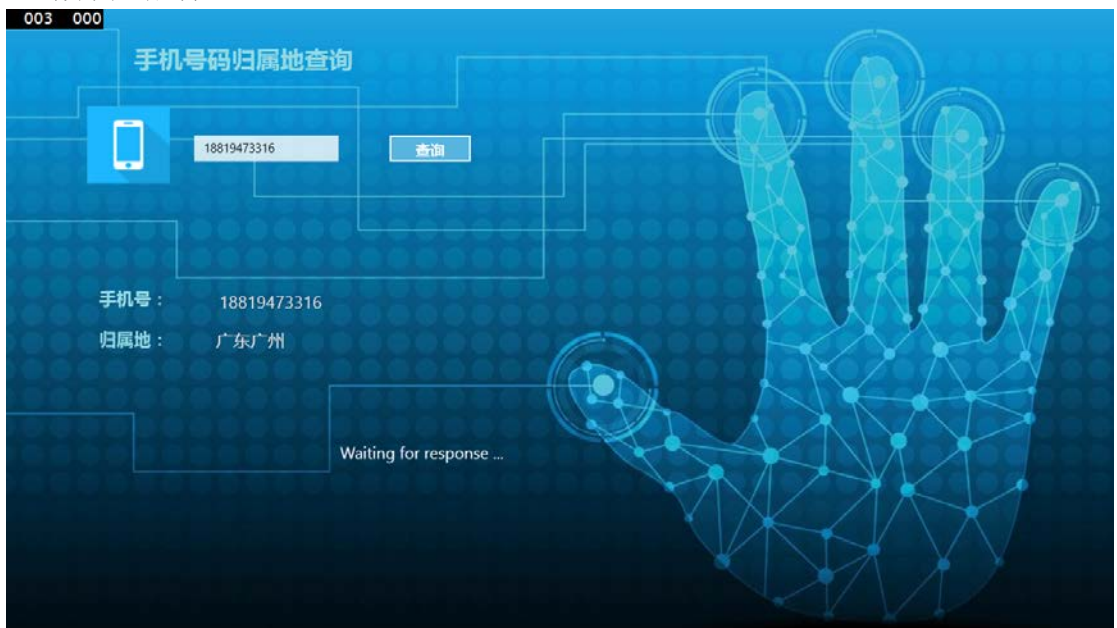 003 000
手机号码归属地查询
18819473316
查询
手机号： 18819473316
归属地： 广东广州
Waiting for response ...